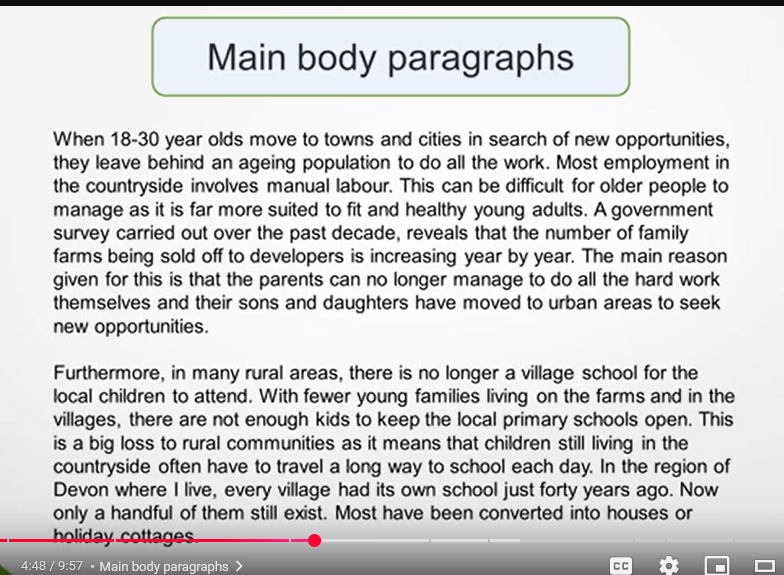 Main body paragraphs
When 18-30 year olds move to towns and cities in search of new opportunities,
they leave behind an ageing population to do all the work. Most employment in
the countryside involves manual labour. This can be difficult for older people to
manage as it is far more suited to fit and healthy young adults. A government
survey carried out over the past decade, reveals that the number of family
farms being sold off to developers is increasing year by year. The main reason
given for this is that the parents can no longer manage to do all the hard work
themselves and their sons and daughters have moved to urban areas to seek
new opportunities.
Furthermore, in many rural areas, there is no longer a village school for the
local children to attend. With fewer young families living on the farms and in the
villages, there are not enough kids to keep the local primary schools open. This
is a big loss to rural communities as it means that children still living in the
countryside often have to travel a long way to school each day. In the region of
Devon where I live, every village had its own school just forty years ago. Now
only a handful of them still exist. Most have been converted into houses or
holiday cottages.
4:48 / 9:57 • Main body paragraphs CC